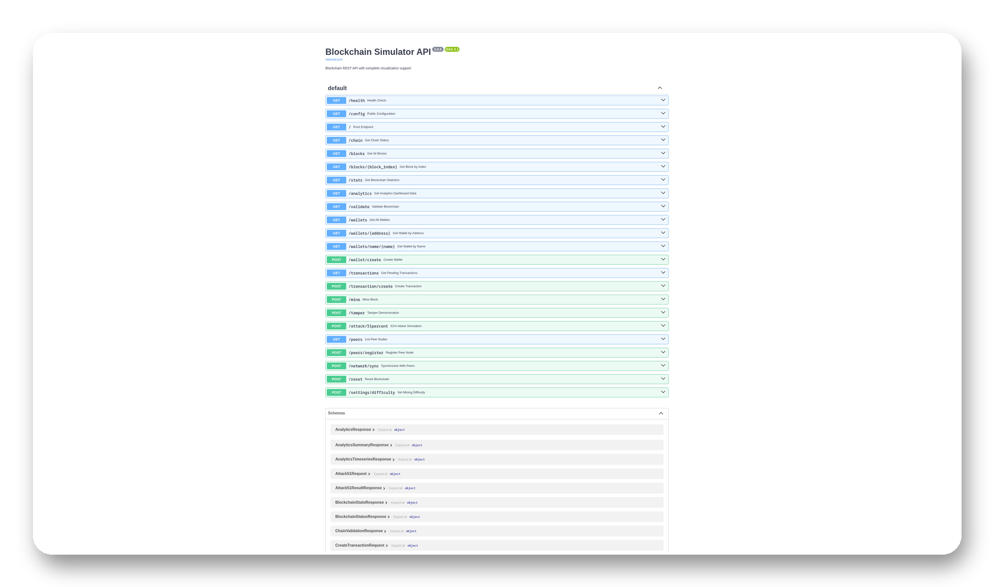 Blockchain Simulator API 2.0.0 OAS 3.1
/openapi.json
Blockchain REST API with complete visualization support
default
GET /health Health Check
GET /config Public Configuration
GET / Root Endpoint
GET /chain Get Chain Status
GET /blocks Get All Blocks
GET /blocks/{block_index} Get Block by Index
GET /stats Get Blockchain Statistics
GET /analytics Get Analytics Dashboard Data
GET /validate Validate Blockchain
GET /wallets Get All Wallets
GET /wallets/{address} Get Wallet by Address
GET /wallets/name/{name} Get Wallet by Name
POST /wallet/create Create Wallet
GET /transactions Get Pending Transactions
POST /transaction/create Create Transaction
POST /mine Mine Block
POST /tamper Tamper Demonstration
POST /attack/51percent 51% Attack Simulation
GET /peers List Peer Nodes
POST /peers/register Register Peer Node
POST /network/sync Synchronize With Peers
POST /reset Reset Blockchain
POST /settings/difficulty Set Mining Difficulty
Schemas
AnalyticsResponse Expand all object
AnalyticsSummaryResponse Expand all object
AnalyticsTimeseriesResponse Expand all object
Attack51Request Expand all object
Attack51ResultResponse Expand all object
BlockchainStatsResponse Expand all object
BlockchainStatusResponse Expand all object
ChainValidationResponse Expand all object
CreateTransactionRequest Expand all object